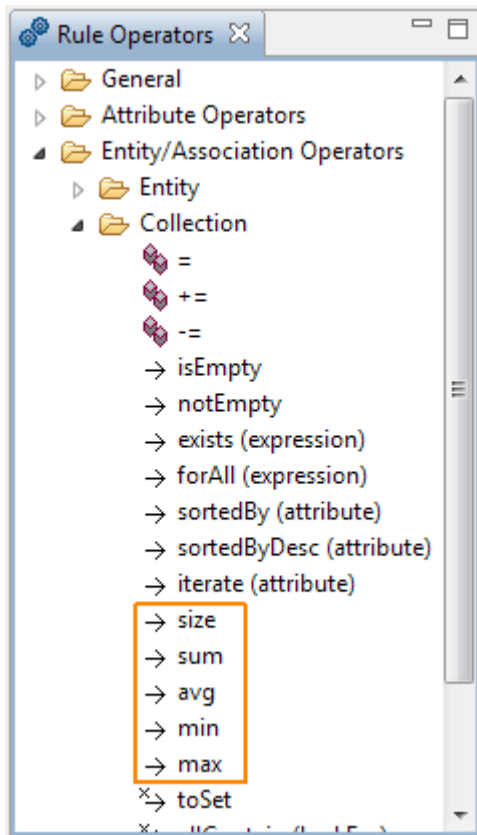 Rule Operators
General
Attribute Operators
Entity/Association Operators
Entity
Collection
=
+=
-=
isEmpty
notEmpty
exists (expression)
forAll (expression)
sortedBy (attribute)
sortedByDesc (attribute)
iterate (attribute)
size
sum
avg
min
max
toSet